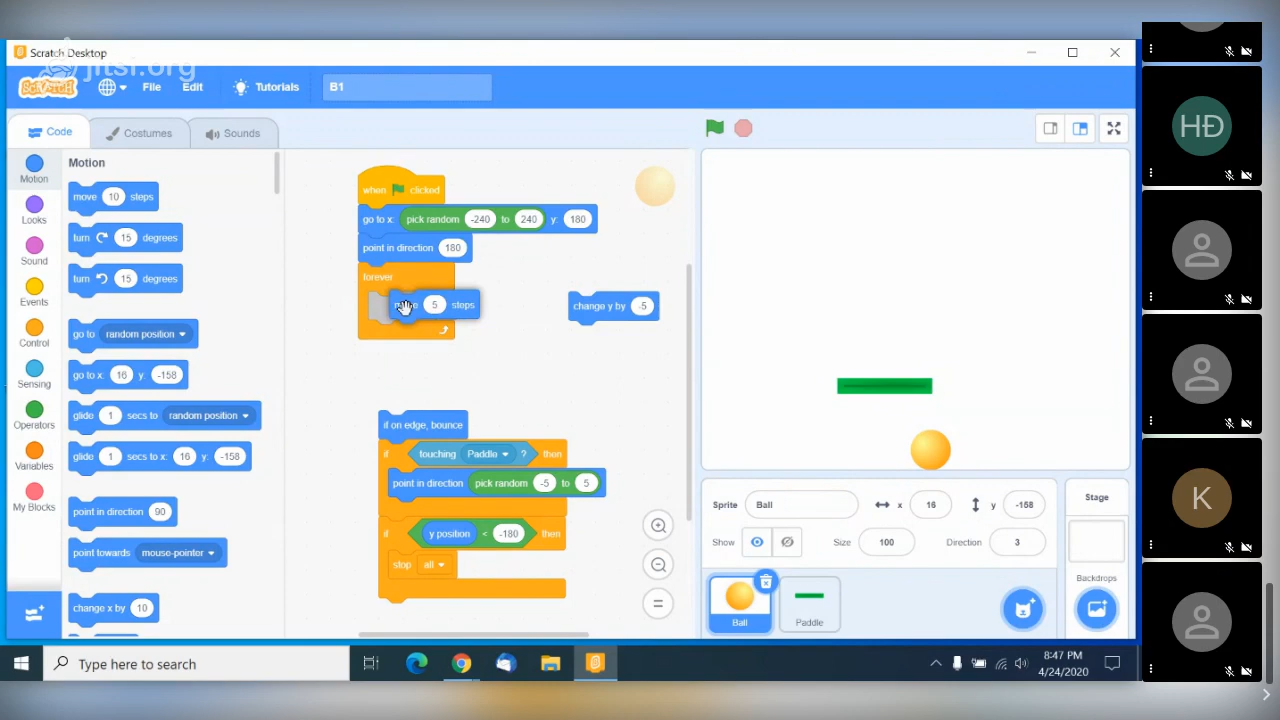 Scratch Desktop
jitsi.org
SCRATCH
File
Edit
Tutorials
B1
Code
Costumes
Sounds
Motion
Looks
Sound
Events
Control
Sensing
Operators
Variables
My Blocks
Motion
move 10 steps
turn 15 degrees
turn 15 degrees
go to random position
go to x: 16 y: -158
glide 1 secs to random position
glide 1 secs to x: 16 y: -158
point in direction 90
point towards mouse-pointer
change x by 10
when clicked
go to x: pick random -240 to 240 y: 180
point in direction 180
forever
5 steps
change y by -5
if on edge, bounce
if touching Paddle ? then
point in direction pick random -5 to 5
if y position < -180 then
stop all
Sprite Ball x 16 y -158
Show Size 100 Direction 3
Ball
Paddle
Stage
Backdrops
HĐ
K
Type here to search
8:47 PM
4/24/2020